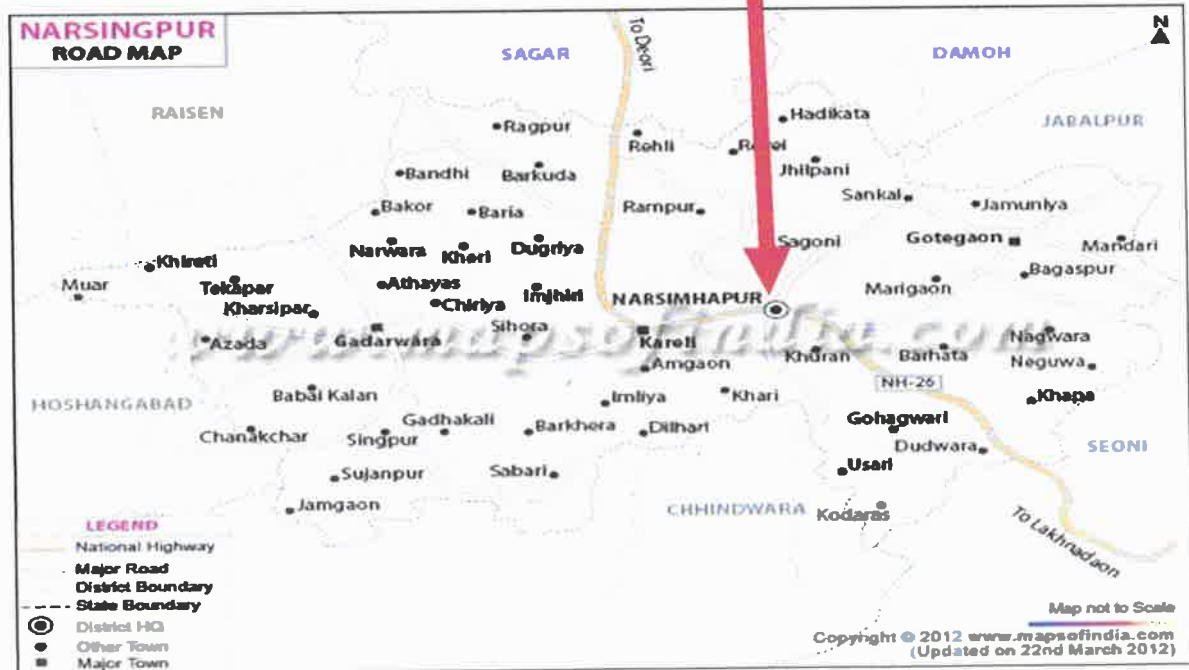 NARSINGPUR
ROAD MAP
N
To Deori
SAGAR
DAMOH
RAISEN
JABALPUR
Hadikata
Ragpur
Rehli
Jhilpani
Bandhi
Barkuda
Sankal
Jamuniya
Bakor
Baria
Rampur
Narwara
Kheri
Dugriya
Sagoni
Gotegaon
Mandari
Khireti
Bagaspur
Muar
Tekapar
Athayas
Imjhiri
Marigaon
Kharsipar
Chiriya
NARSIMHAPUR
Sihora
Nagwara
www.mapsofindia.com
Azada
Gadarwara
Kareli
Khuran
Barhata
Neguwa
Amgaon
NH-26
Babai Kalan
Imliya
Khari
Khapa
HOSHANGABAD
Gadhakali
Gohagwari
Chanakchar
Singpur
Barkhera
Dilhari
Dudwara
SEONI
Sujanpur
Sabari
Usari
Jamgaon
CHHINDWARA
Kodaras
To Lakhnadaon
LEGEND
National Highway
Major Road
District Boundary
State Boundary
District HQ
Other Town
Major Town
Map not to Scale
Copyright © 2012 www.mapsofindia.com
(Updated on 22nd March 2012)